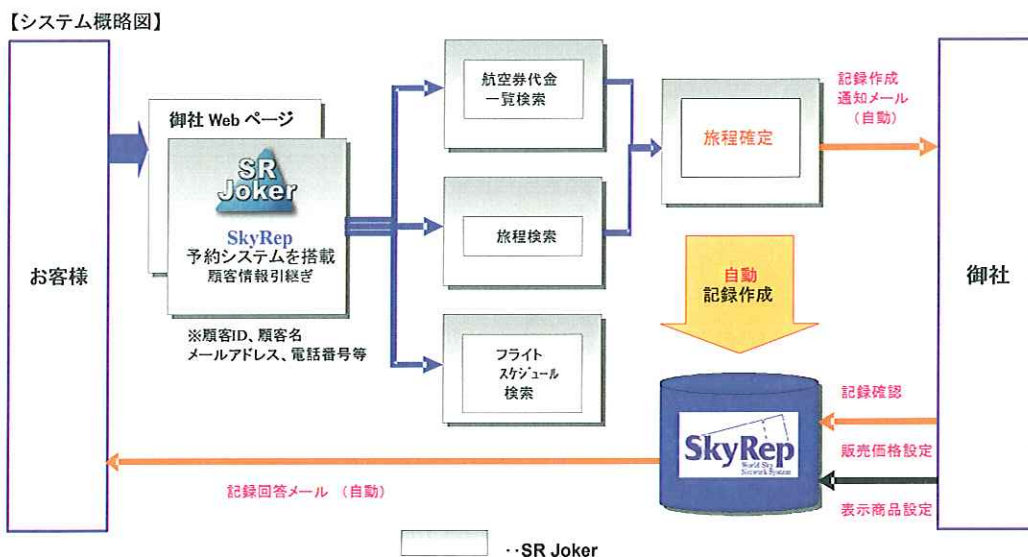 【システム概略図】
お客様
御社 Web ページ
SR
Joker
SkyRep
予約システムを搭載
顧客情報引継ぎ
※顧客ID、顧客名
メールアドレス、電話番号等
航空券代金
一覧検索
旅程検索
フライト
スケジュール
検索
旅程確定
記録作成
通知メール
(自動)
自動
記録作成
御社
SkyRep
World Sky
Network System
記録確認
販売価格設定
表示商品設定
記録回答メール (自動)
‥SR Joker